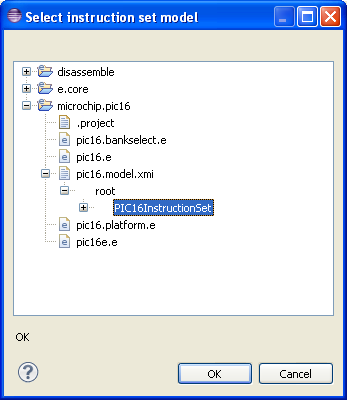 Select instruction set model
disassemble
e.core
microchip.pic16
.project
pic16.bankselect.e
pic16.e
pic16.model.xmi
root
PIC16InstructionSet
pic16.platform.e
pic16e.e
OK
OK
Cancel